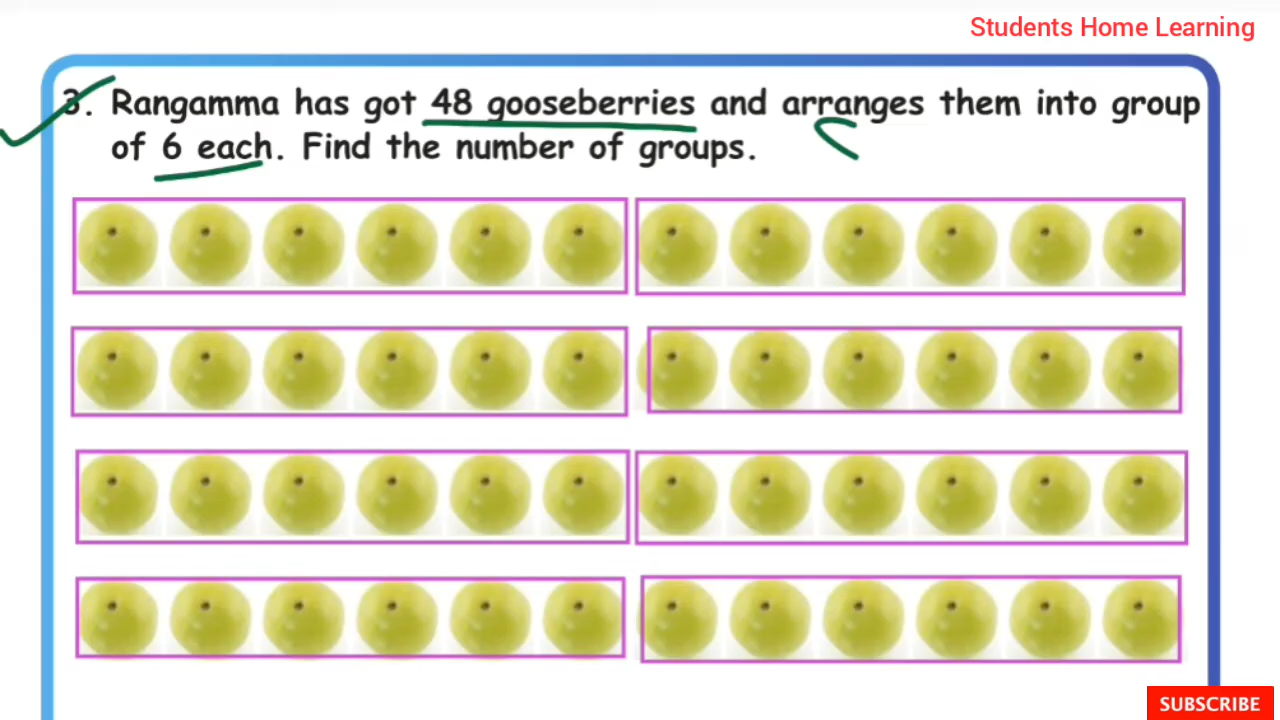 Students Home Learning
3. Rangamma has got 48 gooseberries and arranges them into group
of 6 each. Find the number of groups.
SUBSCRIBE